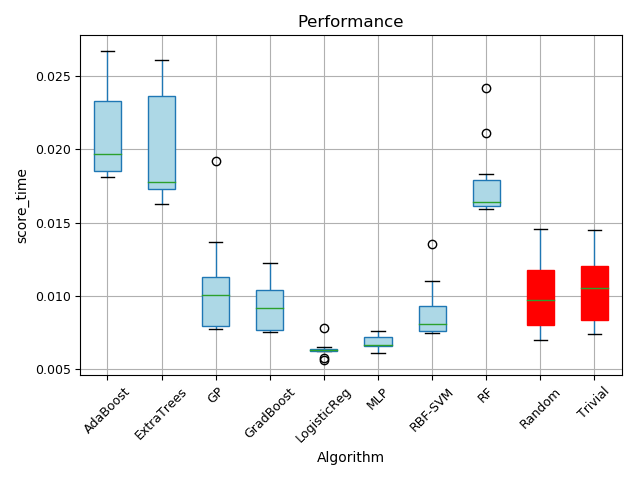 Performance
score_time
0.025
0.020
0.015
0.010
0.005
AdaBoost
ExtraTrees
GP
GradBoost
LogisticReg
MLP
RBF-SVM
RF
Random
Trivial
Algorithm